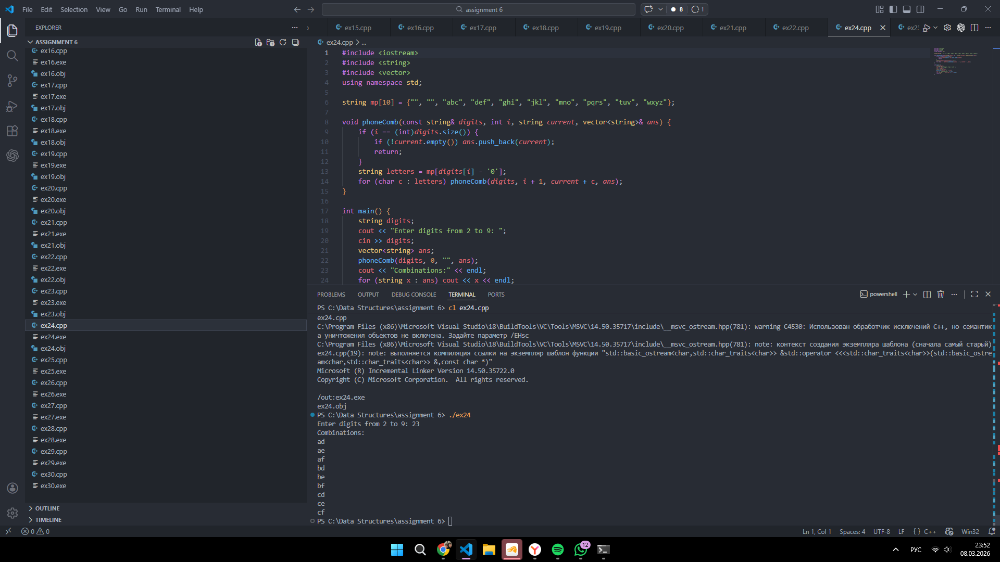 File Edit Selection View Go Run Terminal Help
assignment 6
8
1
EXPLORER
ASSIGNMENT 6
ex16.cpp
ex16.exe
ex16.obj
ex17.cpp
ex17.exe
ex17.obj
ex18.cpp
ex18.exe
ex18.obj
ex19.cpp
ex19.exe
ex19.obj
ex20.cpp
ex20.exe
ex20.obj
ex21.cpp
ex21.exe
ex21.obj
ex22.cpp
ex22.exe
ex22.obj
ex23.cpp
ex23.exe
ex23.obj
ex24.cpp
ex24.exe
ex24.obj
ex25.cpp
ex25.exe
ex26.cpp
ex26.exe
ex27.cpp
ex27.exe
ex28.cpp
ex28.exe
ex29.cpp
ex29.exe
ex30.cpp
ex30.exe
OUTLINE
TIMELINE
ex15.cpp ex16.cpp ex17.cpp ex18.cpp ex19.cpp ex20.cpp ex21.cpp ex22.cpp ex24.cpp
ex24.cpp > ...
1 #include <iostream>
2 #include <string>
3 #include <vector>
4 using namespace std;
5
6 string mp[10] = {"", "", "abc", "def", "ghi", "jkl", "mno", "pqrs", "tuv", "wxyz"};
7
8 void phoneComb(const string& digits, int i, string current, vector<string>& ans) {
9 if (i == (int)digits.size()) {
10 if (!current.empty()) ans.push_back(current);
11 return;
12 }
13 string letters = mp[digits[i] - '0'];
14 for (char c : letters) phoneComb(digits, i + 1, current + c, ans);
15 }
16
17 int main() {
18 string digits;
19 cout << "Enter digits from 2 to 9: ";
20 cin >> digits;
21 vector<string> ans;
22 phoneComb(digits, 0, "", ans);
23 cout << "Combinations:" << endl;
24 for (string x : ans) cout << x << endl;
PROBLEMS OUTPUT DEBUG CONSOLE TERMINAL PORTS
powershell
PS C:\Data Structures\assignment 6> cl ex24.cpp
ex24.cpp
C:\Program Files (x86)\Microsoft Visual Studio\18\BuildTools\VC\Tools\MSVC\14.50.35717\include\__msvc_ostream.hpp(781): warning C4530: Использован обработчик исключений C++, но семантик
а уничтожения объектов не включена. Задайте параметр /EHsc
C:\Program Files (x86)\Microsoft Visual Studio\18\BuildTools\VC\Tools\MSVC\14.50.35717\include\__msvc_ostream.hpp(781): note: контекст создания экземпляра шаблона (сначала самый старый)
ex24.cpp(19): note: выполняется компиляция ссылки на экземпляр шаблон функции "std::basic_ostream<char,std::char_traits<char>> &std::operator <<<std::char_traits<char>>(std::basic_ostre
am<char,std::char_traits<char>> &,const char *)"
Microsoft (R) Incremental Linker Version 14.50.35722.0
Copyright (C) Microsoft Corporation.  All rights reserved.
/out:ex24.exe
ex24.obj
PS C:\Data Structures\assignment 6> ./ex24
Enter digits from 2 to 9: 23
Combinations:
ad
ae
af
bd
be
bf
cd
ce
cf
PS C:\Data Structures\assignment 6>
0 0
Ln 1, Col 1 Spaces: 4 UTF-8 LF { } C++ Win32
12
РУС
23:52
08.03.2026